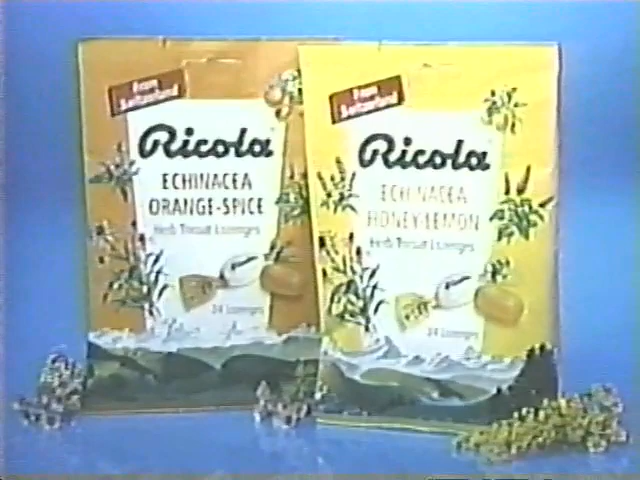 From
Switzerland
Ricola
ECHINACEA
ORANGE-SPICE
Herb Throat Lozenges
24 Lozenges
From
Switzerland
Ricola
ECHINACEA
HONEY-LEMON
Herb Throat Lozenges
24 Lozenges